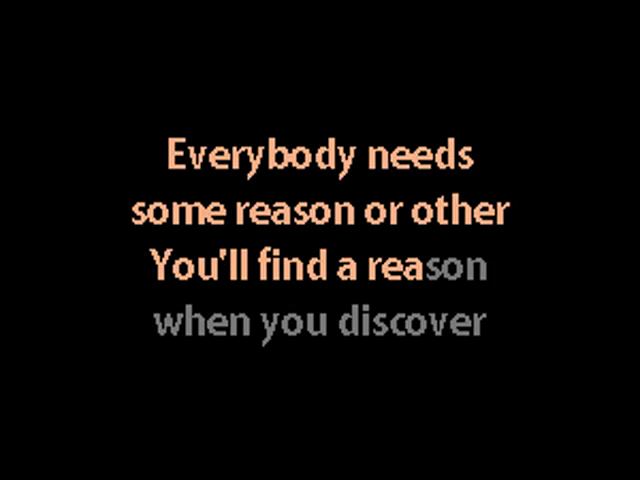 Everybody needs
some reason or other
You'll find a reason
when you discover